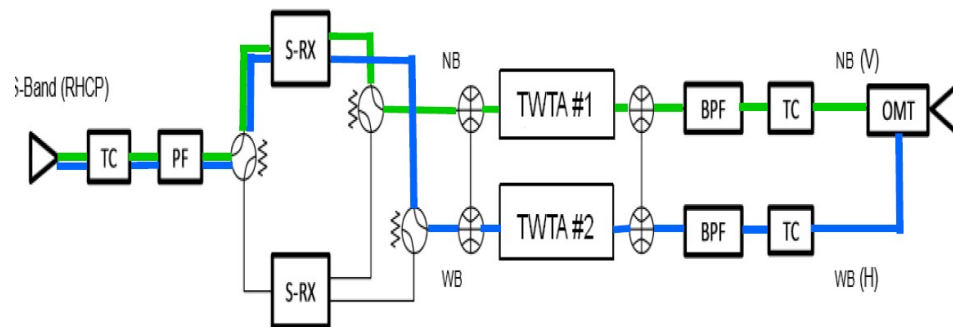 S-RX
NB
NB (V)
S-Band (RHCP)
TWTA #1
BPF
TC
OMT
TC
PF
TWTA #2
BPF
TC
S-RX
WB
WB (H)